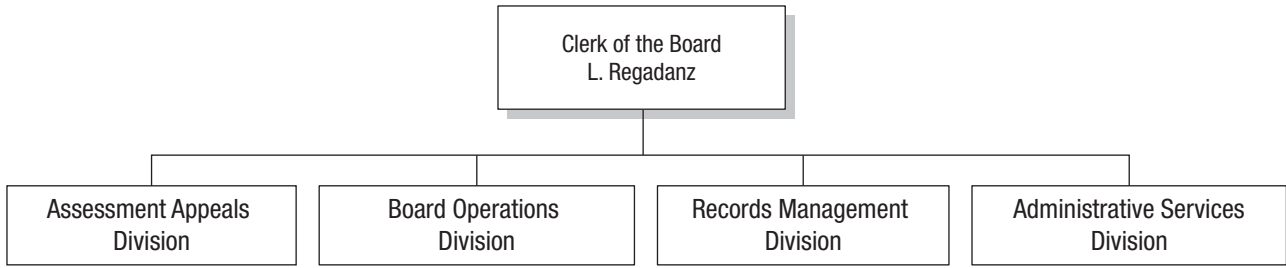 Clerk of the Board
L. Regadanz
Assessment Appeals
Division
Board Operations
Division
Records Management
Division
Administrative Services
Division